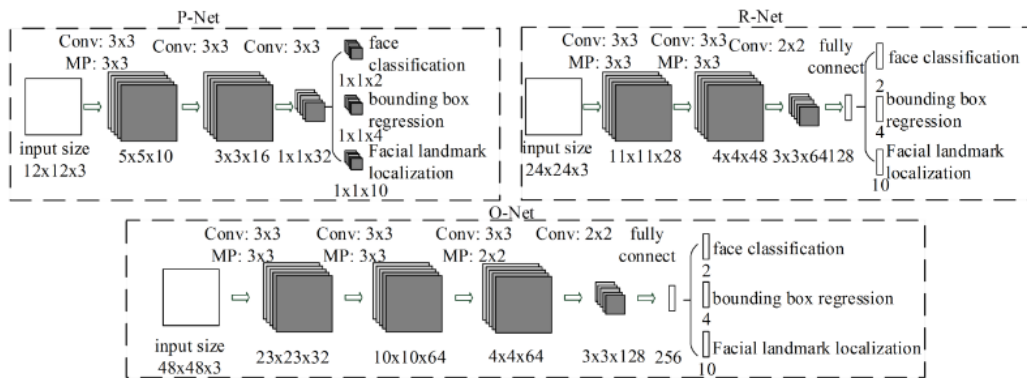 P-Net
Conv: 3x3 Conv: 3x3 Conv: 3x3
MP: 3x3
face
classification
1x1x2
bounding box
regression
1x1x4
Facial landmark
localization
1x1x10
input size
12x12x3
5x5x10 3x3x16 1x1x32
R-Net
Conv: 3x3 Conv: 3x3 Conv: 2x2 fully
MP: 3x3 MP: 3x3 connect
face classification
2
bounding box
regression
4
Facial landmark
localization
10
input size
24x24x3
11x11x28 4x4x48 3x3x64 128
O-Net
Conv: 3x3 Conv: 3x3 Conv: 3x3 Conv: 2x2 fully
MP: 3x3 MP: 3x3 MP: 2x2 connect
face classification
2
bounding box regression
4
Facial landmark localization
10
input size
48x48x3
23x23x32 10x10x64 4x4x64 3x3x128 256